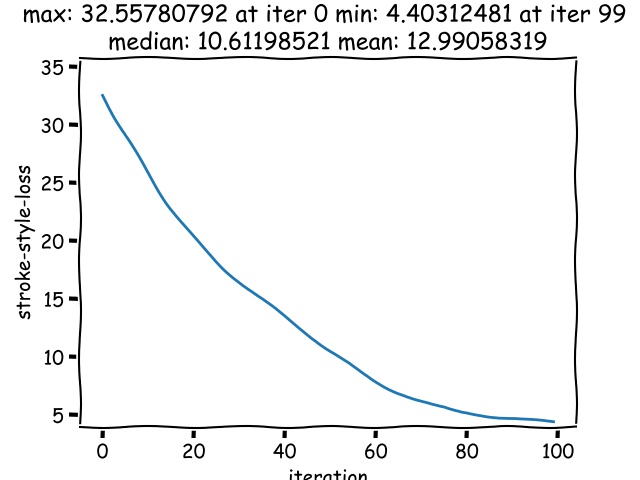 max: 32.55780792 at iter 0 min: 4.40312481 at iter 99
median: 10.61198521 mean: 12.99058319
35
30
25
20
15
10
5
stroke-style-loss
0 20 40 60 80 100
iteration